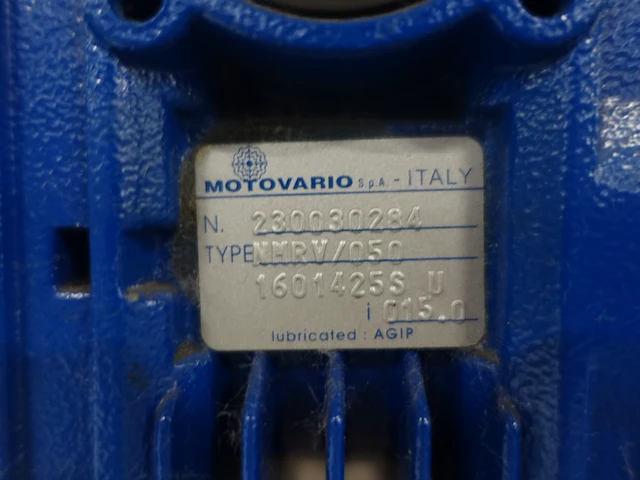 MOTOVARIO S.p.A. - ITALY
N. 230030284
TYPE NMRV/050
1601425S U
i 015.0
lubricated : AGIP